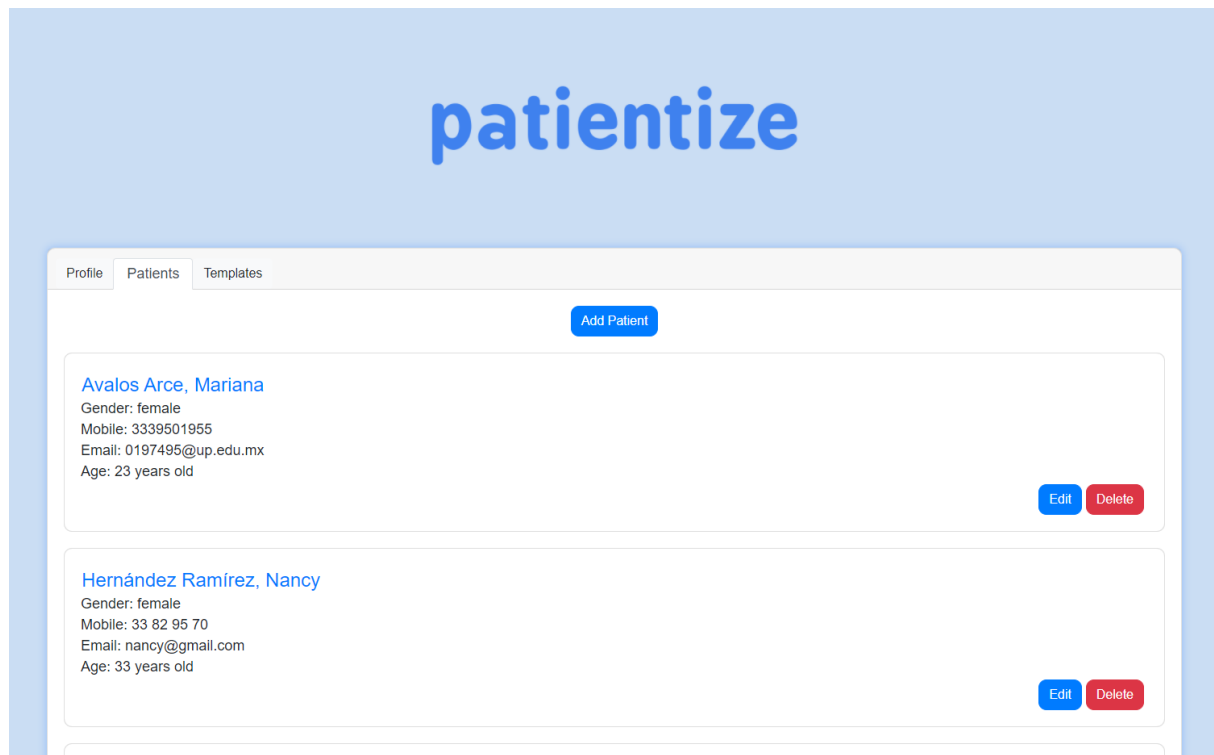 patientize
Profile Patients Templates
Add Patient
Avalos Arce, Mariana
Gender: female
Mobile: 3339501955
Email: 0197495@up.edu.mx
Age: 23 years old
Edit Delete
Hernández Ramírez, Nancy
Gender: female
Mobile: 33 82 95 70
Email: nancy@gmail.com
Age: 33 years old
Edit Delete